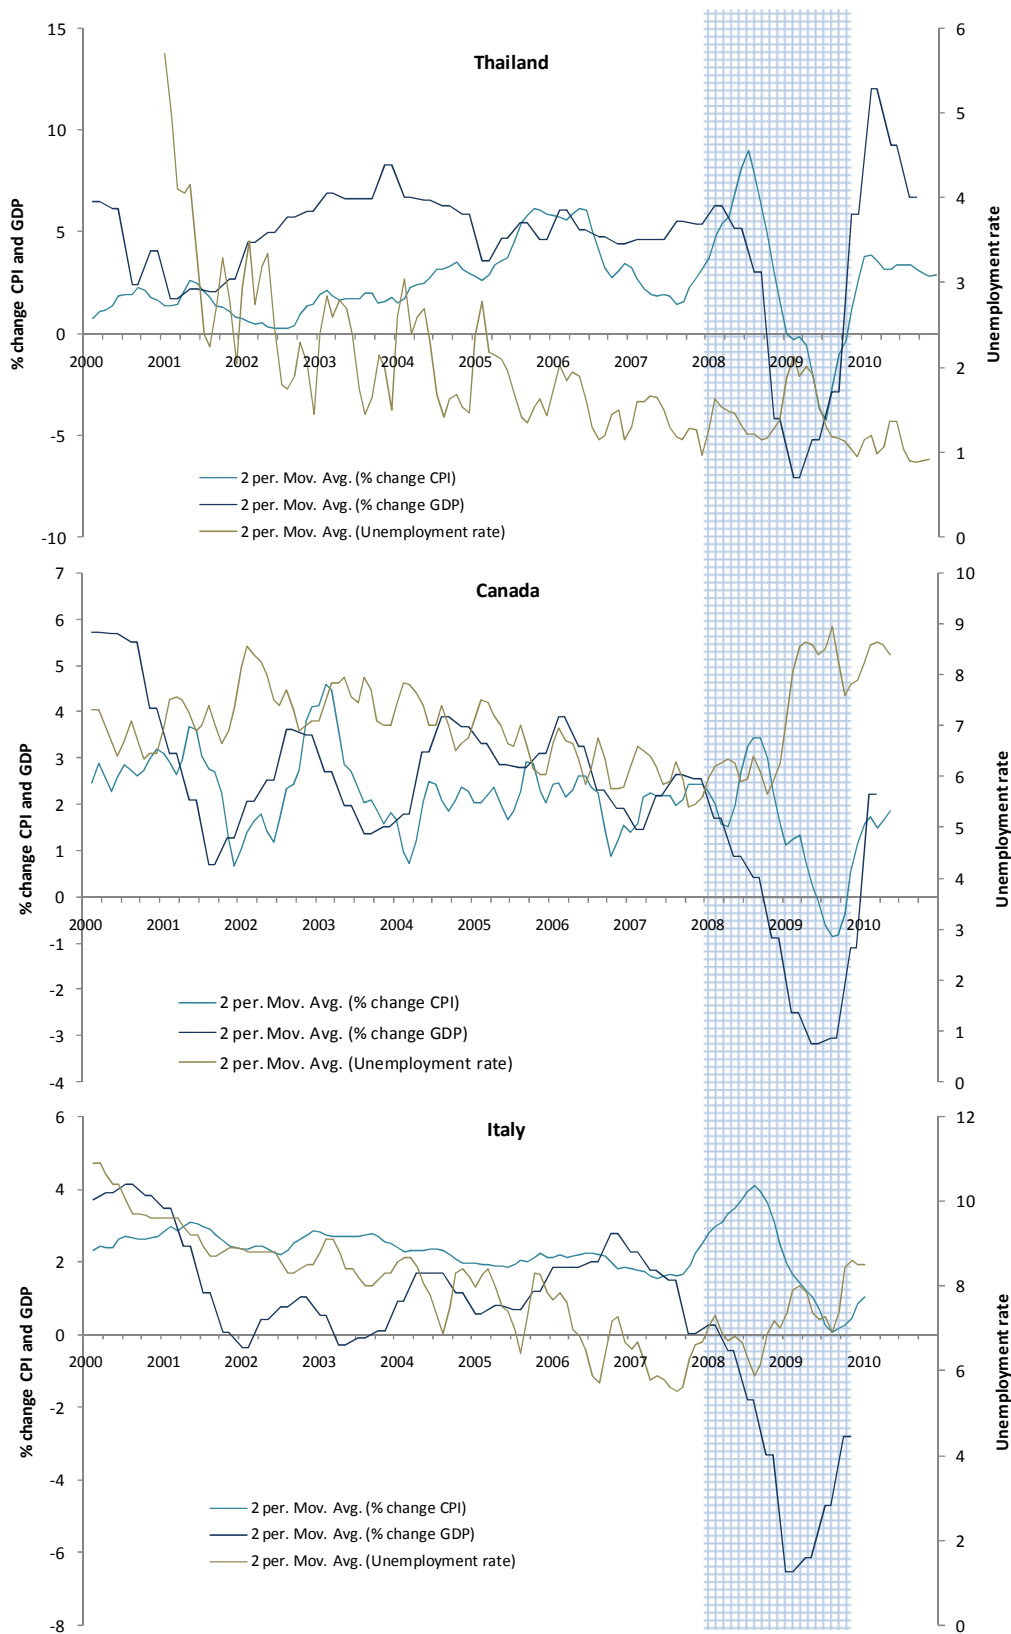 Thailand
15
10
5
0
-5
-10
% change CPI and GDP
6
5
4
3
2
1
0
Unemployment rate
2000 2001 2002 2003 2004 2005 2006 2007 2008 2009 2010
2 per. Mov. Avg. (% change CPI)
2 per. Mov. Avg. (% change GDP)
2 per. Mov. Avg. (Unemployment rate)
Canada
7
6
5
4
3
2
1
0
-1
-2
-3
-4
% change CPI and GDP
10
9
8
7
6
5
4
3
2
1
0
Unemployment rate
2000 2001 2002 2003 2004 2005 2006 2007 2008 2009 2010
2 per. Mov. Avg. (% change CPI)
2 per. Mov. Avg. (% change GDP)
2 per. Mov. Avg. (Unemployment rate)
Italy
6
4
2
0
-2
-4
-6
-8
% change CPI and GDP
12
10
8
6
4
2
0
Unemployment rate
2000 2001 2002 2003 2004 2005 2006 2007 2008 2009 2010
2 per. Mov. Avg. (% change CPI)
2 per. Mov. Avg. (% change GDP)
2 per. Mov. Avg. (Unemployment rate)